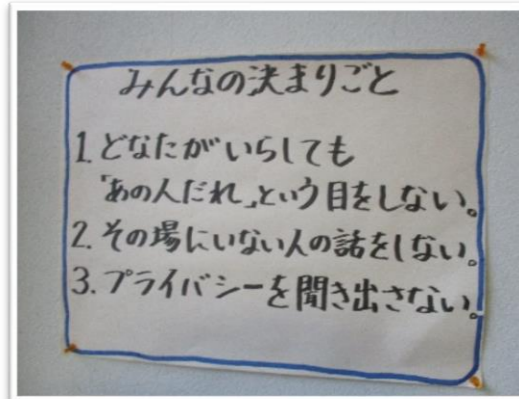 みんなの決まりごと
1.どなたがいらしても
「あの人だれ」という目をしない。
2.その場にいない人の話をしない。
3.プライバシーを聞き出さない。